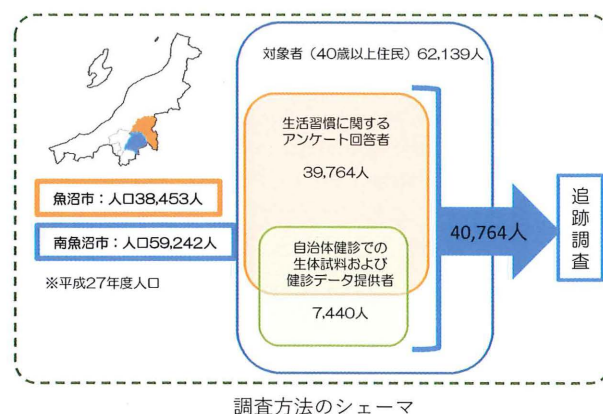 対象者（40歳以上住民）62,139人
生活習慣に関する
アンケート回答者
39,764人
魚沼市：人口38,453人
南魚沼市：人口59,242人
※平成27年度人口
自治体健診での
生体試料および
健診データ提供者
7,440人
40,764人
追跡調査
調査方法のシェーマ